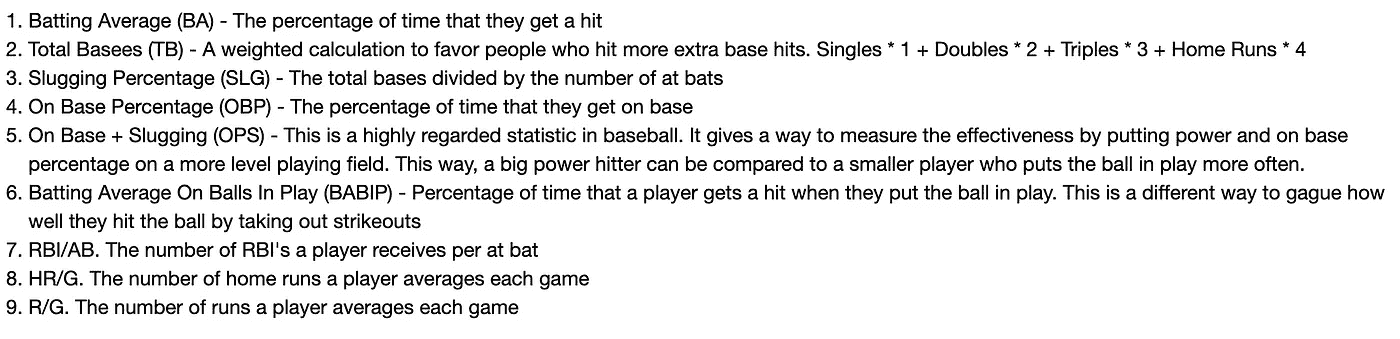 1. Batting Average (BA) - The percentage of time that they get a hit
2. Total Basees (TB) - A weighted calculation to favor people who hit more extra base hits. Singles * 1 + Doubles * 2 + Triples * 3 + Home Runs * 4
3. Slugging Percentage (SLG) - The total bases divided by the number of at bats
4. On Base Percentage (OBP) - The percentage of time that they get on base
5. On Base + Slugging (OPS) - This is a highly regarded statistic in baseball. It gives a way to measure the effectiveness by putting power and on base
percentage on a more level playing field. This way, a big power hitter can be compared to a smaller player who puts the ball in play more often.
6. Batting Average On Balls In Play (BABIP) - Percentage of time that a player gets a hit when they put the ball in play. This is a different way to gague how
well they hit the ball by taking out strikeouts
7. RBI/AB. The number of RBI's a player receives per at bat
8. HR/G. The number of home runs a player averages each game
9. R/G. The number of runs a player averages each game